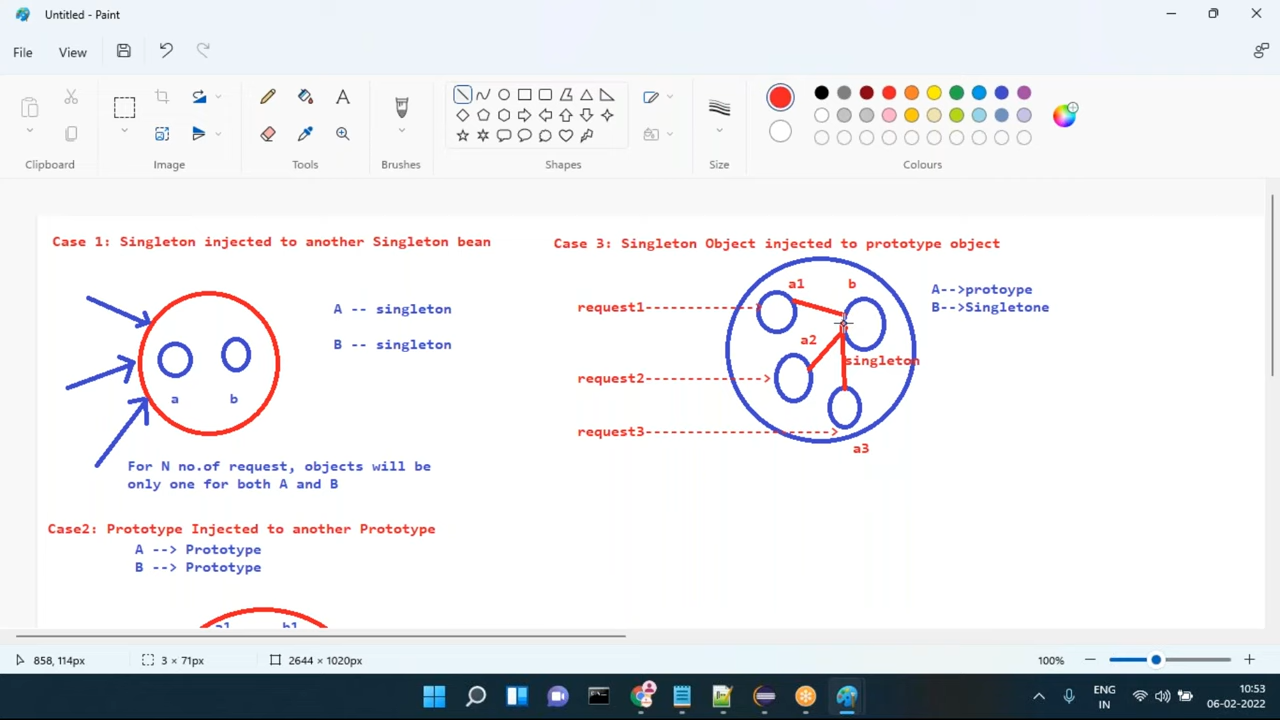 Untitled - Paint
File
View
Clipboard
Image
Tools
Brushes
Shapes
Size
Colours
Case 1: Singleton injected to another Singleton bean
A -- singleton
B -- singleton
a
b
For N no.of request, objects will be
only one for both A and B
Case2: Prototype Injected to another Prototype
A --> Prototype
B --> Prototype
a1
b1
Case 3: Singleton Object injected to prototype object
a1
b
A-->protoype
B-->Singletone
request1------------->
a2
singleton
request2-------------->
request3---------------------->
a3
858, 114px
3 × 71px
2644 × 1020px
100%
ENG
IN
10:53
06-02-2022